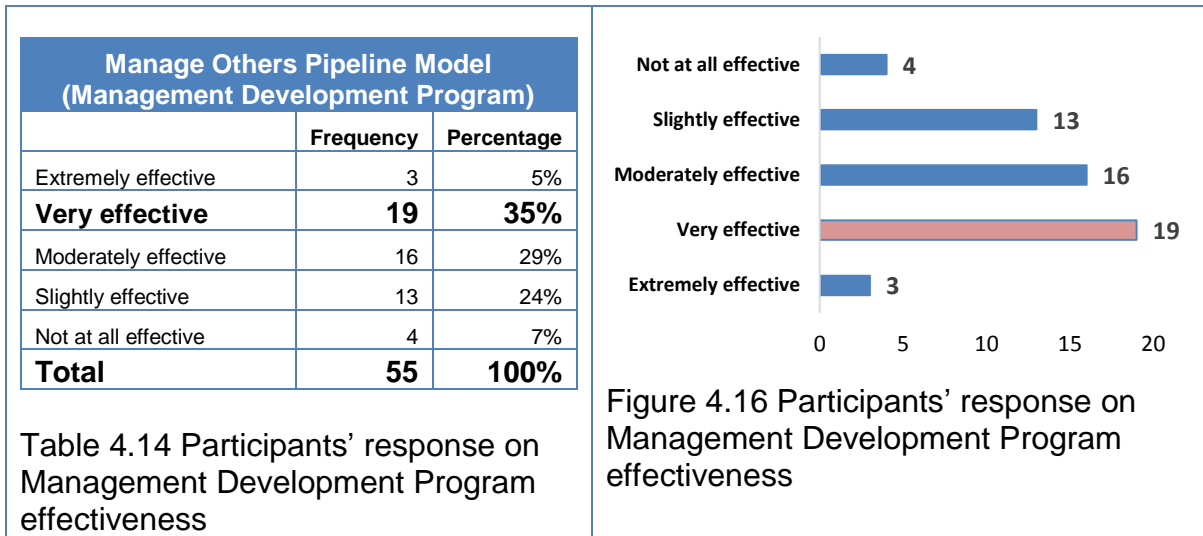 Manage Others Pipeline Model
(Management Development Program)
Frequency Percentage
Extremely effective 3 5%
Very effective 19 35%
Moderately effective 16 29%
Slightly effective 13 24%
Not at all effective 4 7%
Total 55 100%
Table 4.14 Participants’ response on
Management Development Program
effectiveness
Not at all effective 4
Slightly effective 13
Moderately effective 16
Very effective 19
Extremely effective 3
0 5 10 15 20
Figure 4.16 Participants’ response on
Management Development Program
effectiveness